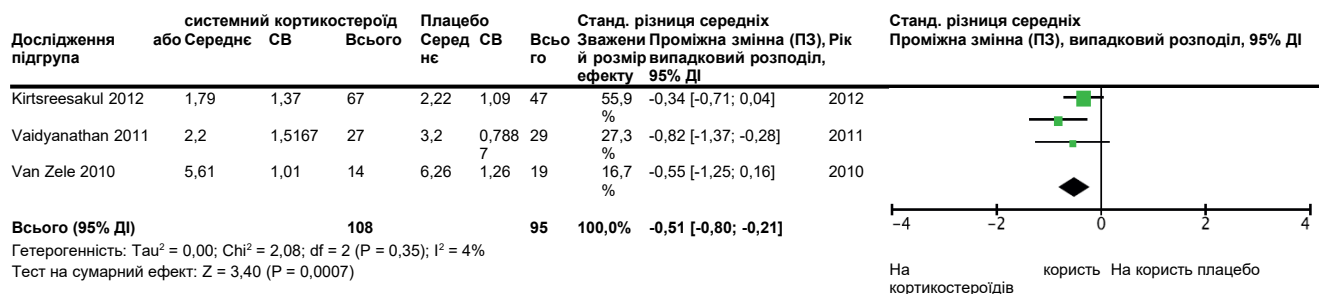 системний кортикостероїд Плацебо Станд. різниця середніх Станд. різниця середніх
Дослідження або Середнє СВ Всього Серед СВ Всьо Зважени Проміжна змінна (ПЗ), Рік Проміжна змінна (ПЗ), випадковий розподіл, 95% ДІ
підгрупа нє го й розмір випадковий розподіл,
ефекту 95% ДІ
Kirtsreesakul 2012 1,79 1,37 67 2,22 1,09 47 55,9 -0,34 [-0,71; 0,04] 2012
%
Vaidyanathan 2011 2,2 1,5167 27 3,2 0,788 29 27,3 -0,82 [-1,37; -0,28] 2011
7 %
Van Zele 2010 5,61 1,01 14 6,26 1,26 19 16,7 -0,55 [-1,25; 0,16] 2010
%
Всього (95% ДІ) 108 95 100,0% -0,51 [-0,80; -0,21]
Гетерогенність: Tau² = 0,00; Chi² = 2,08; df = 2 (P = 0,35); I² = 4%
Тест на сумарний ефект: Z = 3,40 (P = 0,0007)
-4 -2 0 2 4
На користь На користь плацебо
кортикостероїдів